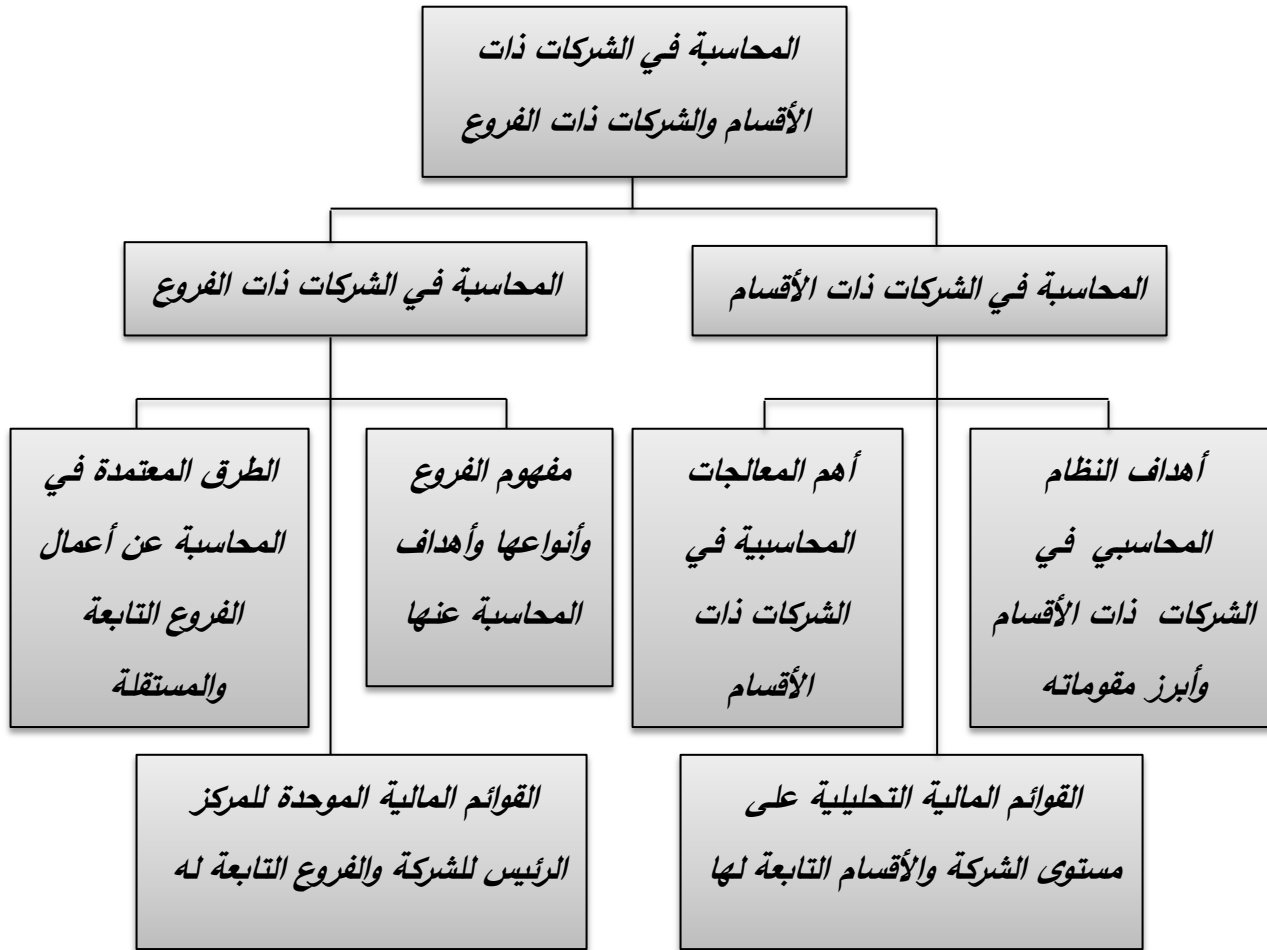 المحاسبة في الشركات ذات
الأقسام والشركات ذات الفروع
المحاسبة في الشركات ذات الأقسام
المحاسبة في الشركات ذات الفروع
أهداف النظام
المحاسبي في
الشركات ذات الأقسام
وأبرز مقوماته
أهم المعالجات
المحاسبية في
الشركات ذات
الأقسام
مفهوم الفروع
وأنواعها وأهداف
المحاسبة عنها
الطرق المعتمدة في
المحاسبة عن أعمال
الفروع التابعة
والمستقلة
القوائم المالية التحليلية على
مستوى الشركة والأقسام التابعة لها
القوائم المالية الموحدة للمركز
الرئيس للشركة والفروع التابعة له